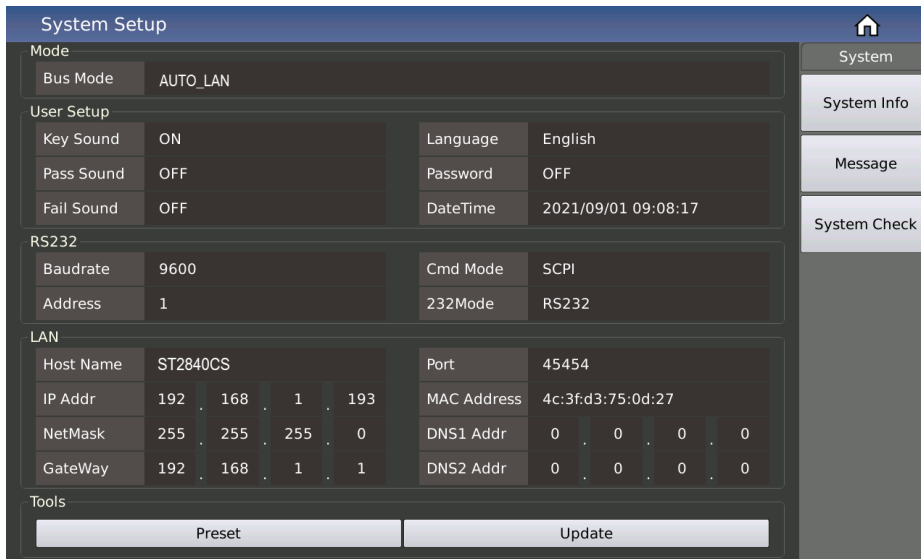 System Setup
System
Mode
Bus Mode AUTO_LAN
System Info
User Setup
Key Sound ON Language English
Message
Pass Sound OFF Password OFF
Fail Sound OFF DateTime 2021/09/01 09:08:17
System Check
RS232
Baudrate 9600 Cmd Mode SCPI
Address 1 232Mode RS232
LAN
Host Name ST2840CS Port 45454
IP Addr 192 . 168 . 1 . 193 MAC Address 4c:3f:d3:75:0d:27
NetMask 255 . 255 . 255 . 0 DNS1 Addr 0 . 0 . 0 . 0
GateWay 192 . 168 . 1 . 1 DNS2 Addr 0 . 0 . 0 . 0
Tools
Preset Update